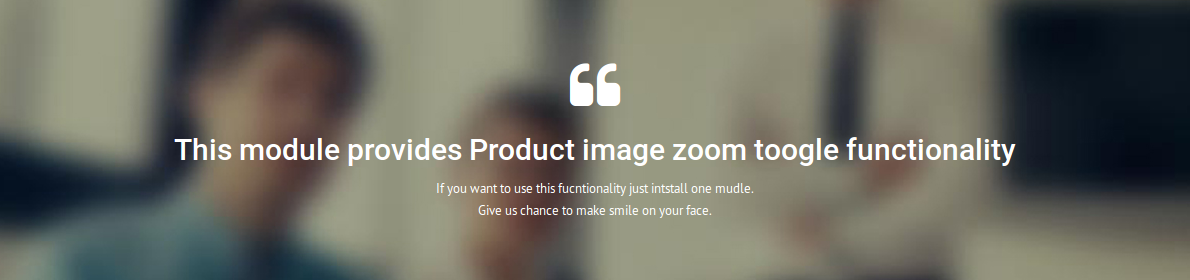 This module provides Product image zoom toogle functionality
If you want to use this fucntionality just intstall one mudle.
Give us chance to make smile on your face.